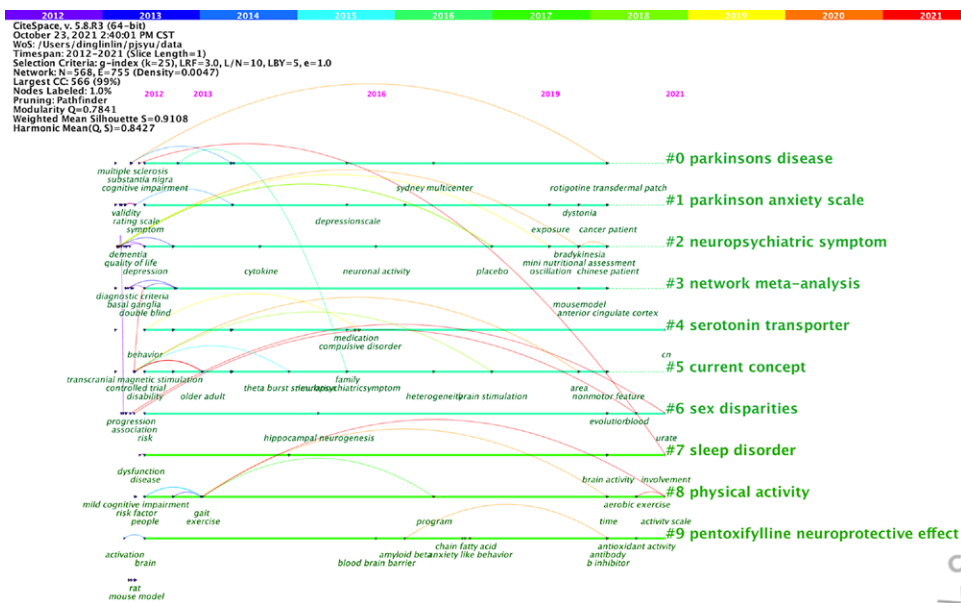 2012 2013 2014 2015 2016 2017 2018 2019 2020 2021
CiteSpace, v. 5.8.R3 (64-bit)
October 23, 2021 2:40:01 PM CST
WoS: /Users/dinglinlin/pjsyu/data
Timespan: 2012-2021 (Slice Length=1)
Selection Criteria: g-index (k=25), LRF=3.0, L/N=10, LBY=5, e=1.0
Network: N=568, E=755 (Density=0.0047)
Largest CC: 566 (99%)
Nodes Labeled: 1.0%
Pruning: Pathfinder
Modularity Q=0.7841
Weighted Mean Silhouette S=0.9108
Harmonic Mean(Q, S)=0.8427
2012 2013 2016 2019 2021
#0 parkinsons disease
multiple sclerosis
substantia nigra
cognitive impairment
sydney multicenter
rotigotine transdermal patch
#1 parkinson anxiety scale
validity
rating scale
symptom
depressionscale
dystonia
exposure
cancer patient
#2 neuropsychiatric symptom
dementia
quality of life
depression
cytokine
neuronal activity
placebo
bradykinesia
mini nutritional assessment
oscillation
chinese patient
#3 network meta-analysis
diagnostic criteria
basal ganglia
double blind
mousemodel
anterior cingulate cortex
#4 serotonin transporter
medication
compulsive disorder
behavior
cn
#5 current concept
transcranial magnetic stimulation
controlled trial
disability
older adult
theta burst stimulation
family
neuropsychiatricsymptom
heterogeneity
brain stimulation
area
nonmotor feature
#6 sex disparities
progression
association
risk
evolution
blood
hippocampal neurogenesis
urate
#7 sleep disorder
dysfunction
disease
brain activity
involvement
#8 physical activity
mild cognitive impairment
risk factor
people
gait
exercise
aerobic exercise
program
time
activity scale
#9 pentoxifylline neuroprotective effect
activation
brain
chain fatty acid
amyloid beta
anxiety like behavior
blood brain barrier
antioxidant activity
antibody
b inhibitor
rat
mouse model